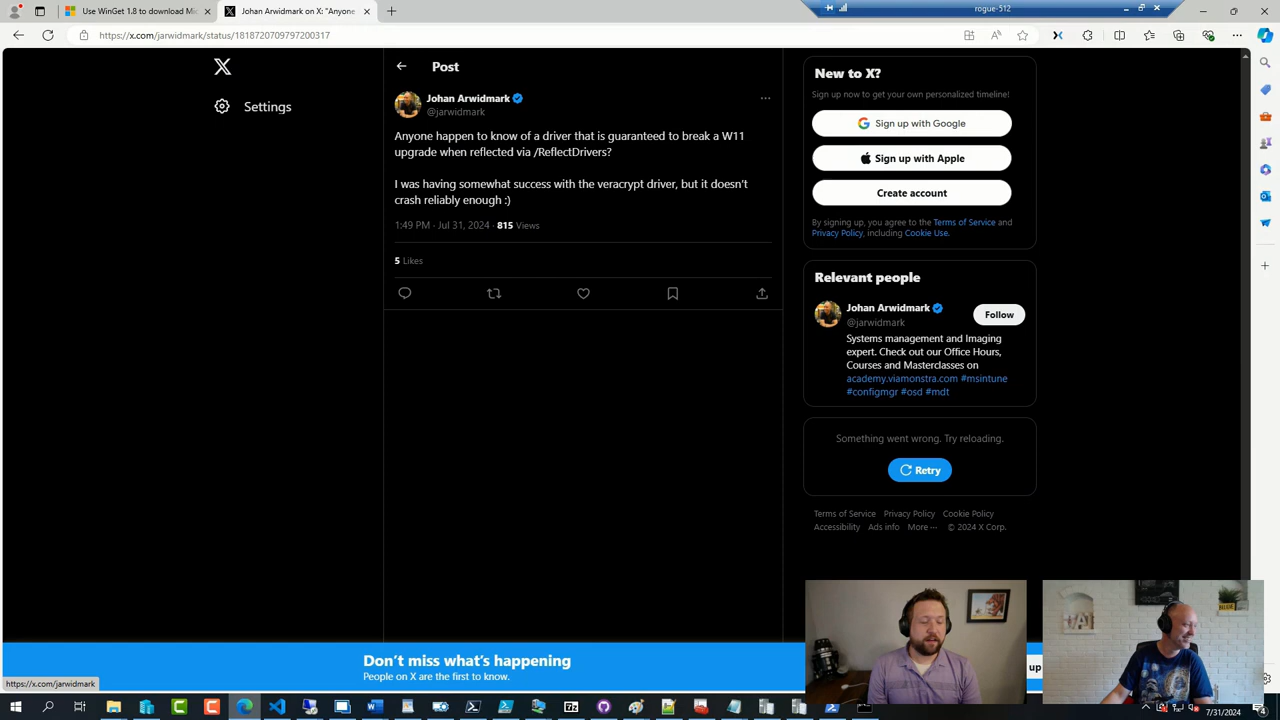 Use WinGet 1.8 to download Mic
Johan Arwidmark on X: "Anyone
rogue-512
https://x.com/jarwidmark/status/1818720709797200317
Settings
Post
Johan Arwidmark
@jarwidmark
Anyone happen to know of a driver that is guaranteed to break a W11
upgrade when reflected via /ReflectDrivers?
I was having somewhat success with the veracrypt driver, but it doesn't
crash reliably enough :)
1:49 PM · Jul 31, 2024 · 815 Views
5 Likes
New to X?
Sign up now to get your own personalized timeline!
Sign up with Google
Sign up with Apple
Create account
By signing up, you agree to the Terms of Service and
Privacy Policy, including Cookie Use.
Relevant people
Johan Arwidmark
@jarwidmark
Follow
Systems management and Imaging
expert. Check out our Office Hours,
Courses and Masterclasses on
academy.viamonstra.com #msintune
#configmgr #osd #mdt
Something went wrong. Try reloading.
Retry
Terms of Service Privacy Policy Cookie Policy
Accessibility Ads info More ··· © 2024 X Corp.
Don't miss what's happening
People on X are the first to know.
up
https://x.com/jarwidmark
7/31/2024